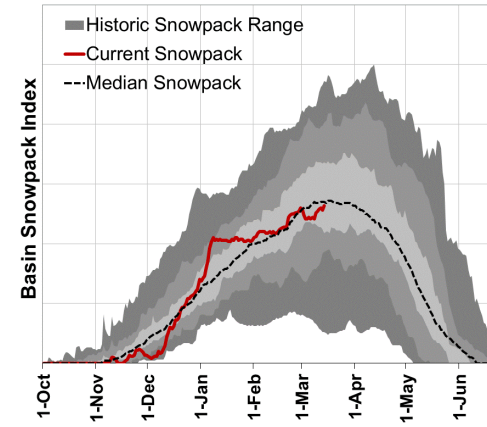 Historic Snowpack Range
Current Snowpack
Median Snowpack
Basin Snowpack Index
1-Oct
1-Nov
1-Dec
1-Jan
1-Feb
1-Mar
1-Apr
1-May
1-Jun